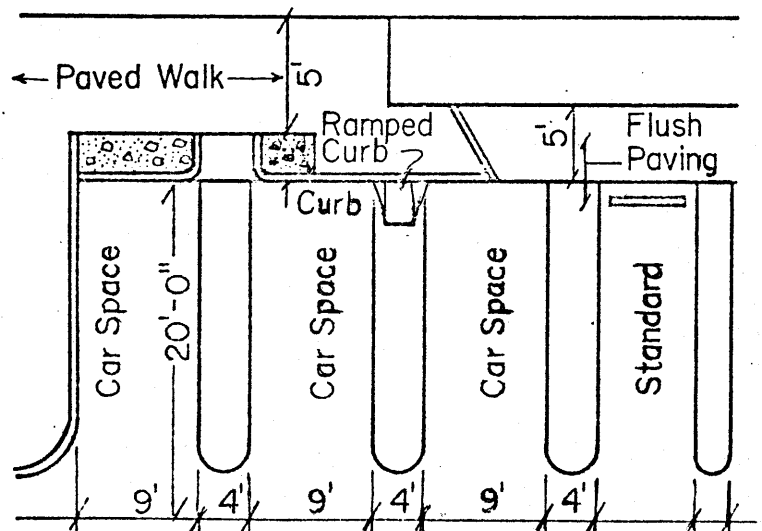 Paved Walk
5'
Ramped
Curb
5'
Flush
Paving
Curb
Car Space
20'-0"
Car Space
Car Space
Standard
9' 4' 9' 4' 9' 4'